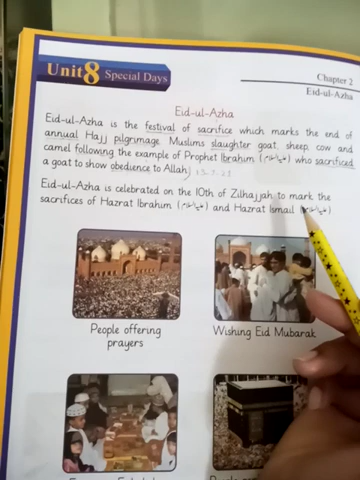 Unit 8 Special Days
Chapter 2
Eid-ul-Azha
Eid-ul-Azha
Eid-ul-Azha is the festival of sacrifice which marks the end of
annual Hajj pilgrimage. Muslims slaughter goat, sheep, cow and
camel following the example of Prophet Ibrahim (علیہ السلام) who sacrificed
a goat to show obedience to Allah
Eid-ul-Azha is celebrated on the 10th of Zilhajjah to mark the
sacrifices of Hazrat Ibrahim (علیہ السلام) and Hazrat Ismail (علیہ السلام)
People offering
prayers
Wishing Eid Mubarak